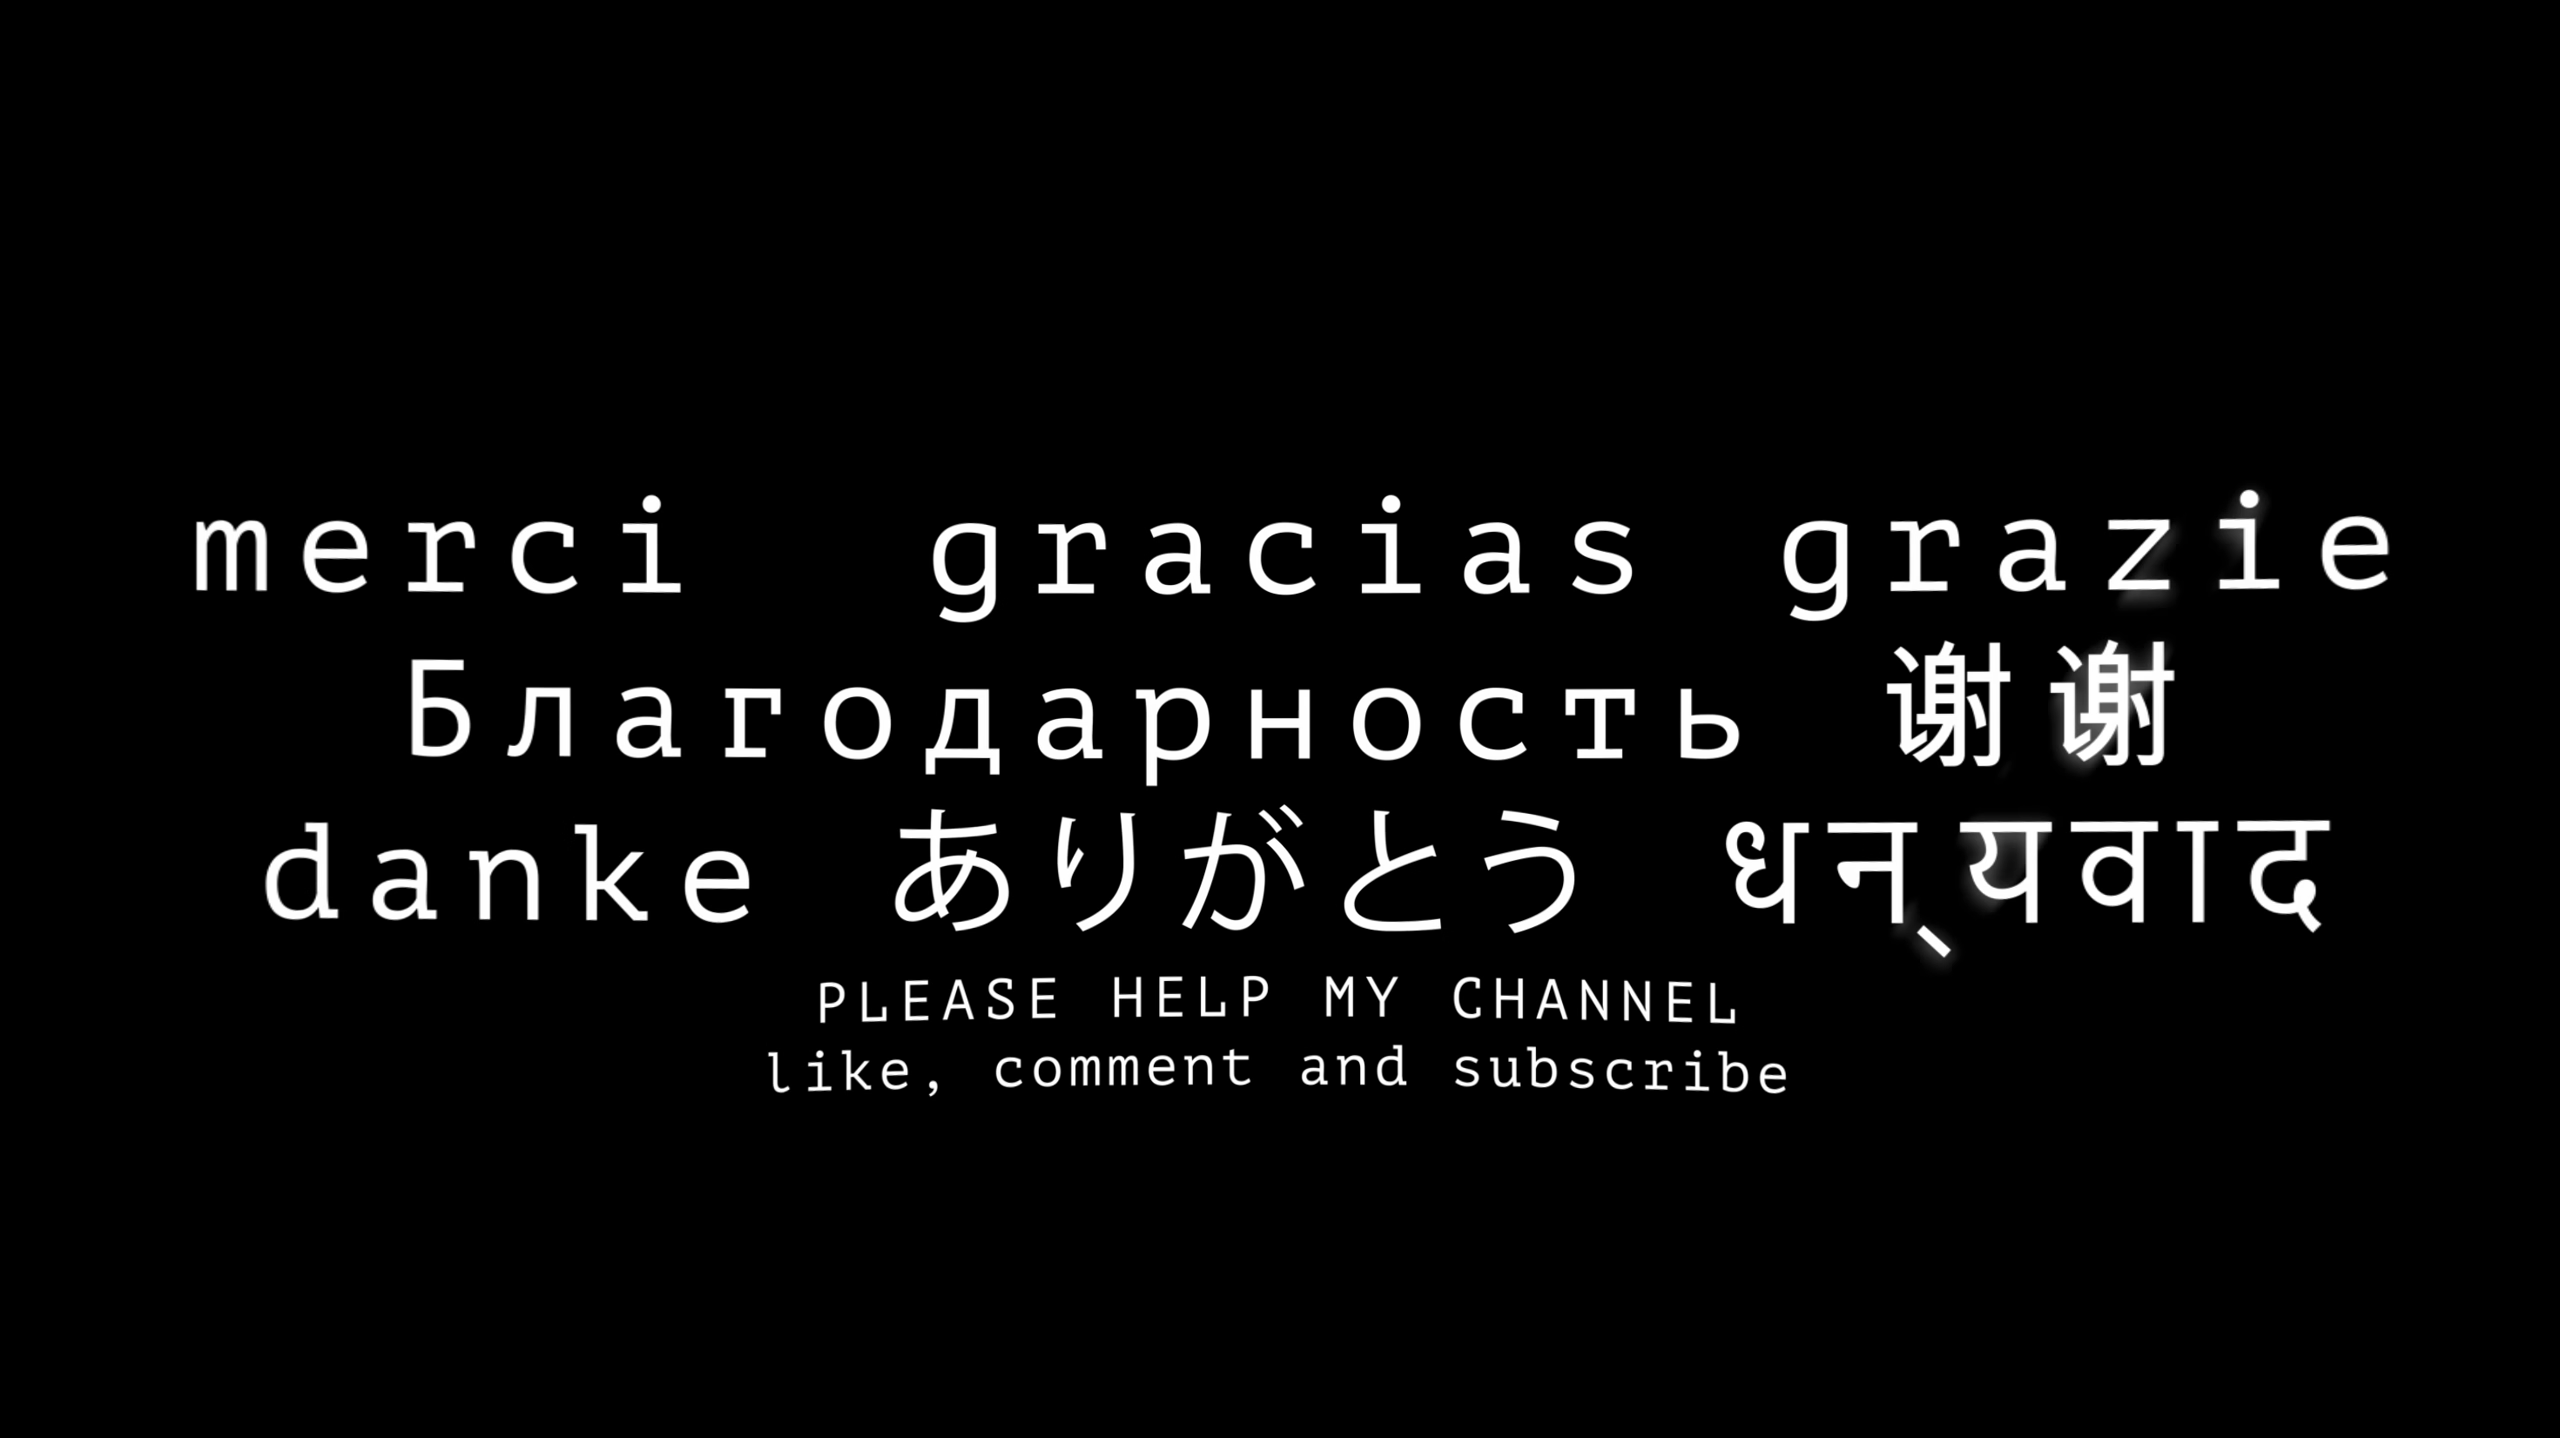 merci gracias grazie
Благодарность 谢谢
danke ありがとう धन्यवाद
PLEASE HELP MY CHANNEL
like, comment and subscribe